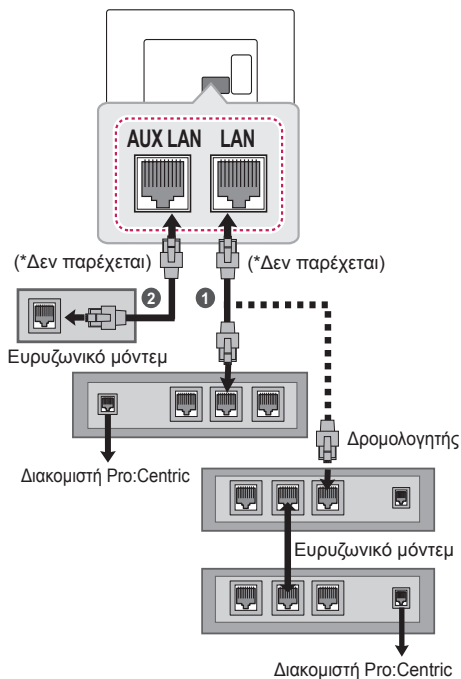 AUX LAN LAN
(*Δεν παρέχεται) (*Δεν παρέχεται)
2 1
Ευρυζωνικό μόντεμ
Δρομολογητής
Διακομιστή Pro:Centric
Ευρυζωνικό μόντεμ
Διακομιστή Pro:Centric